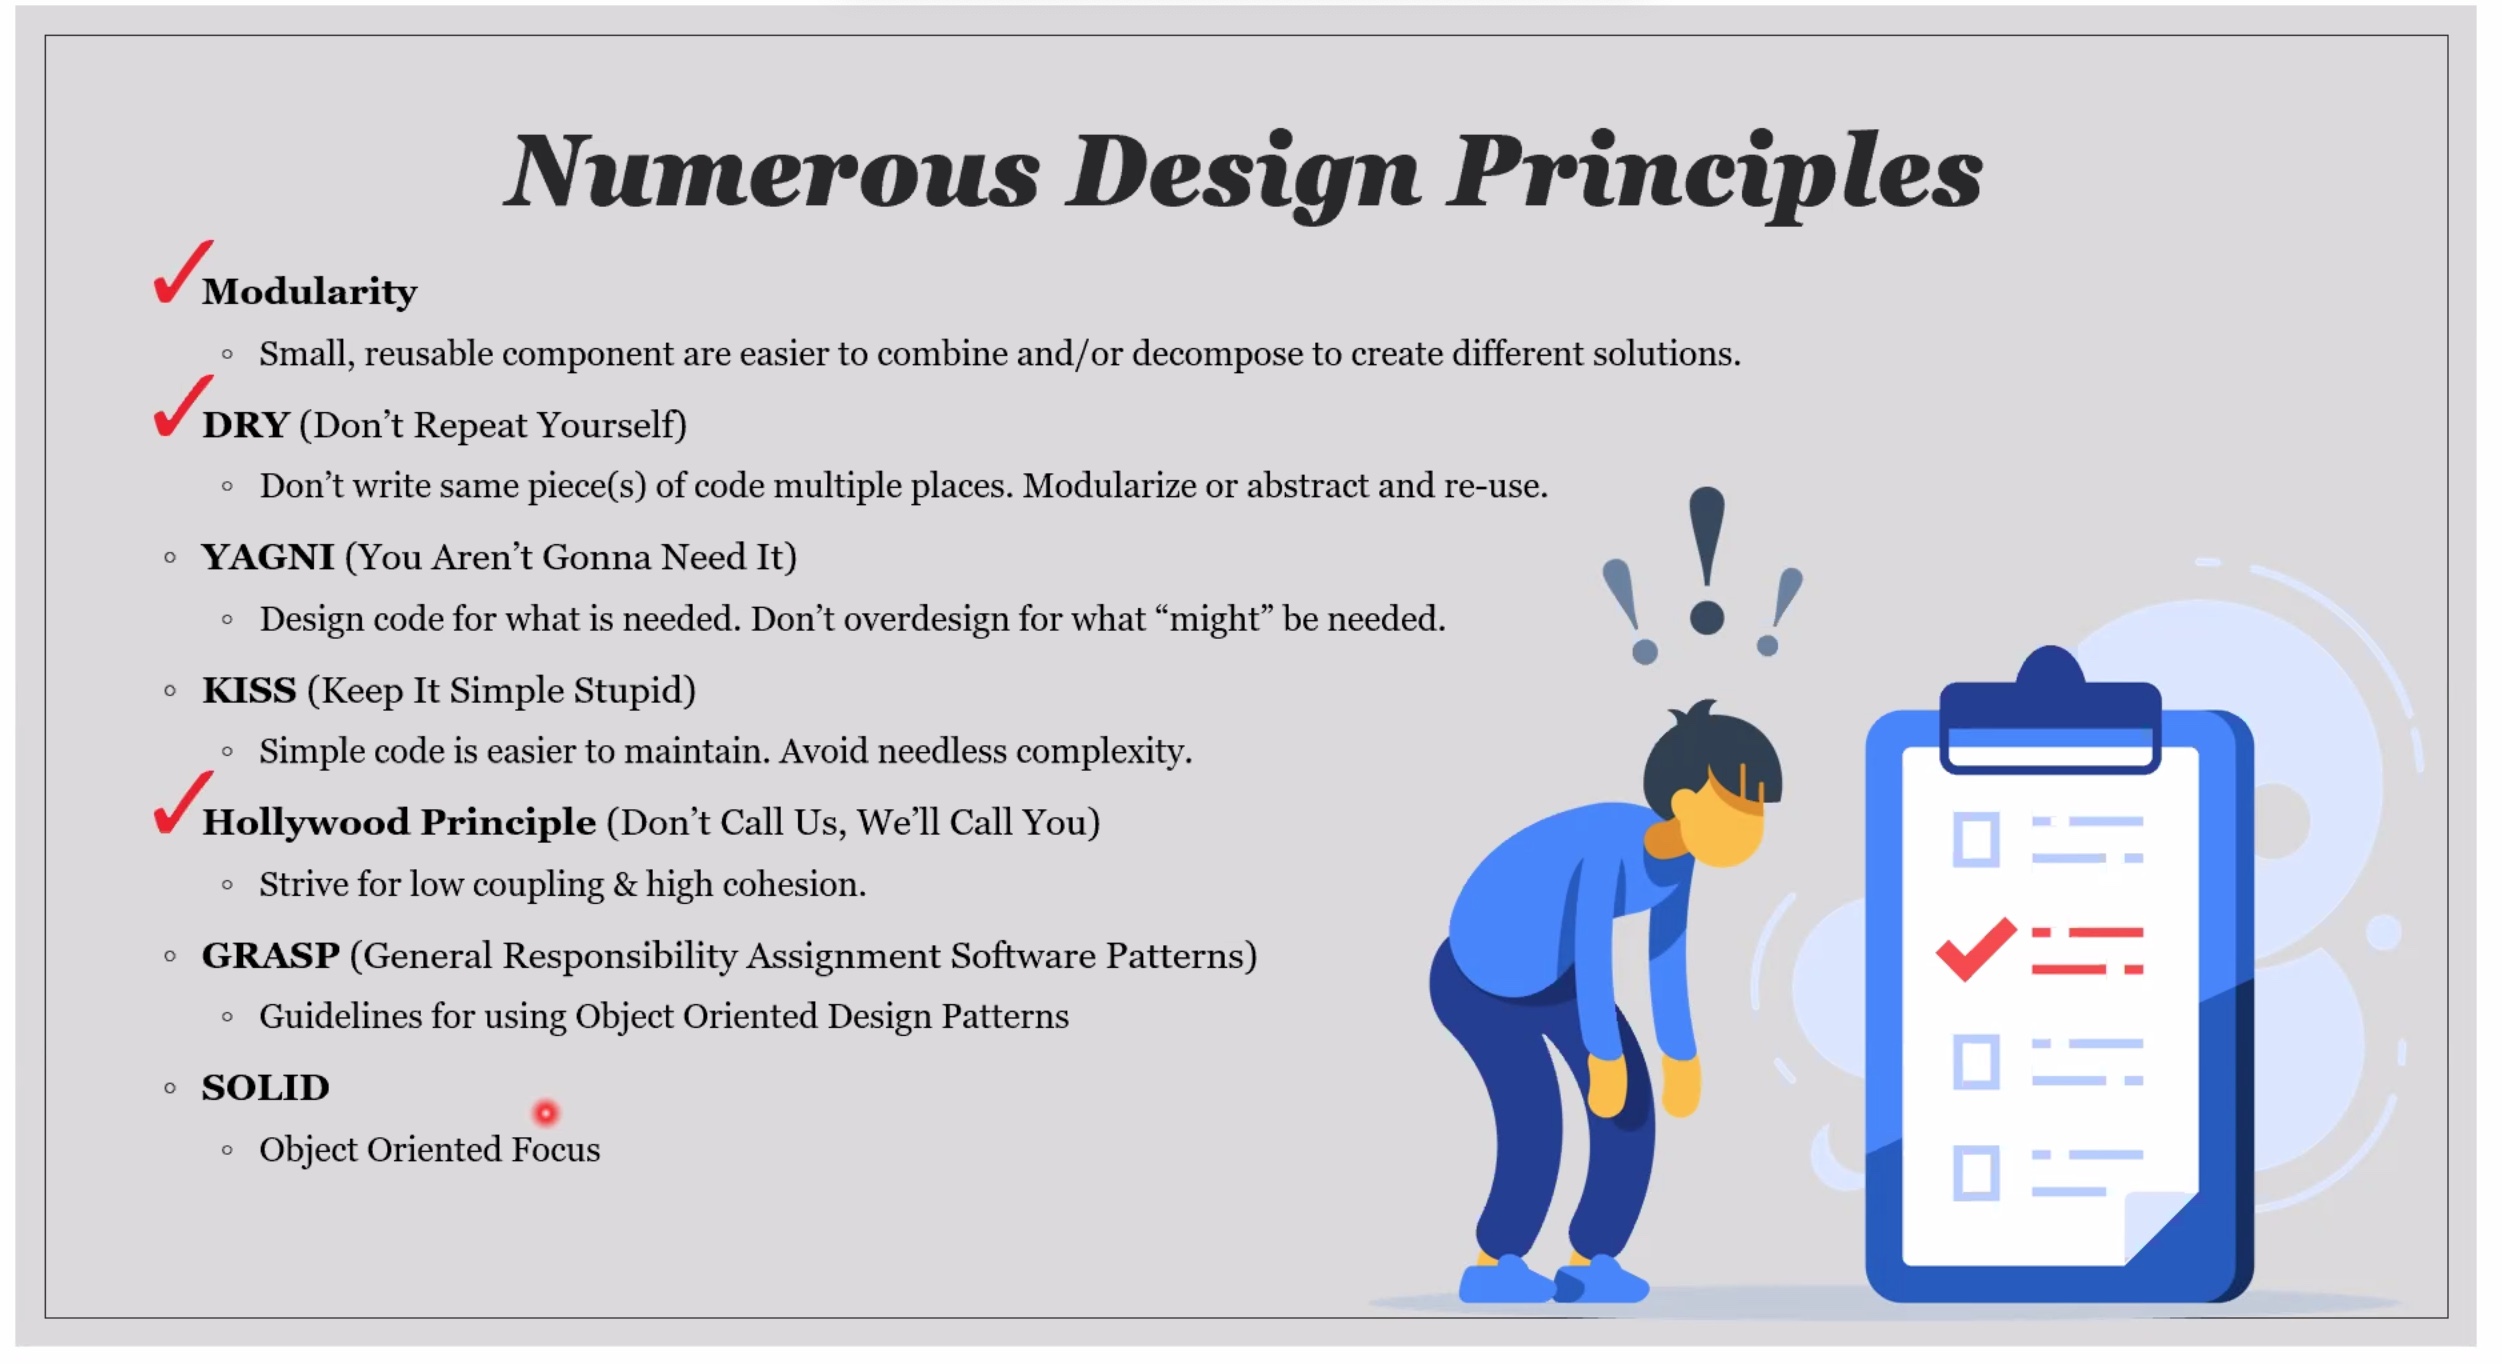 Numerous Design Principles
Modularity
Small, reusable component are easier to combine and/or decompose to create different solutions.
DRY (Don’t Repeat Yourself)
Don’t write same piece(s) of code multiple places. Modularize or abstract and re-use.
YAGNI (You Aren’t Gonna Need It)
Design code for what is needed. Don’t overdesign for what “might” be needed.
KISS (Keep It Simple Stupid)
Simple code is easier to maintain. Avoid needless complexity.
Hollywood Principle (Don’t Call Us, We’ll Call You)
Strive for low coupling & high cohesion.
GRASP (General Responsibility Assignment Software Patterns)
Guidelines for using Object Oriented Design Patterns
SOLID
Object Oriented Focus